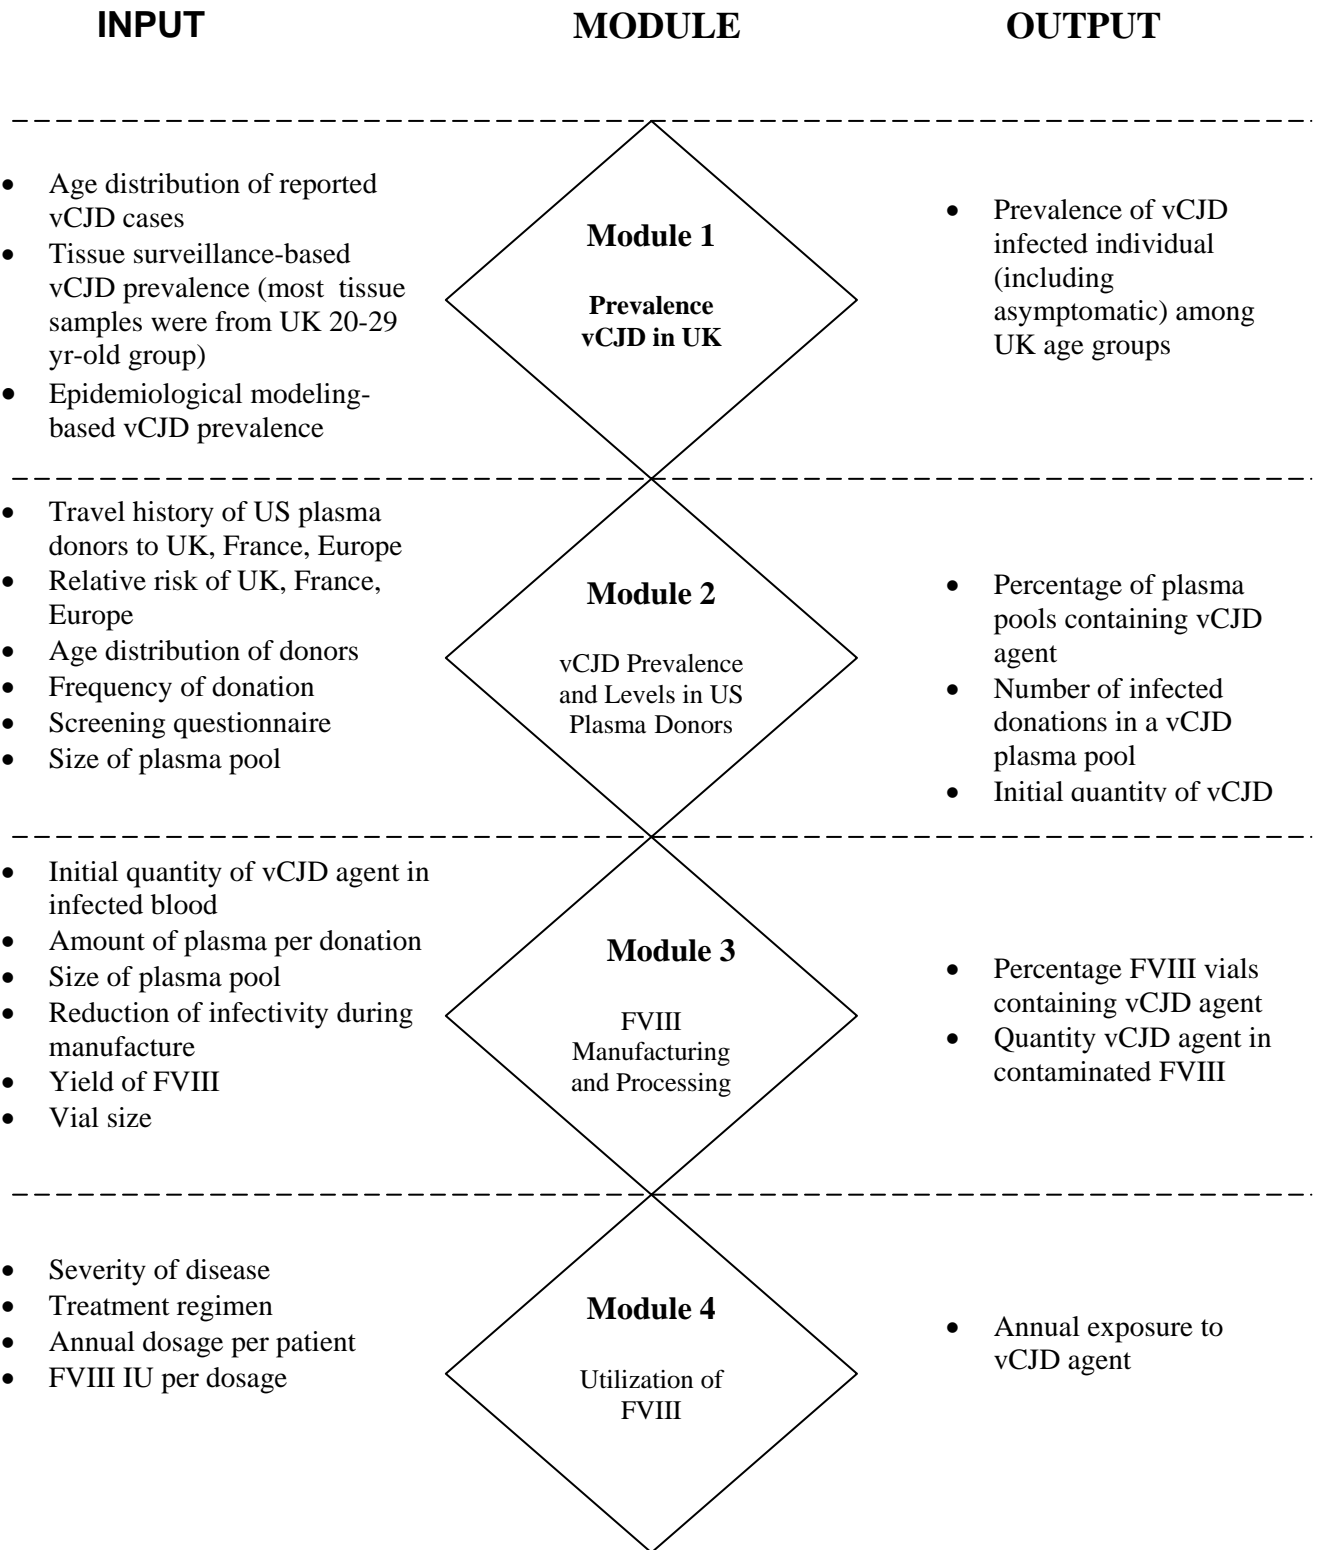 INPUT
MODULE
OUTPUT
• Age distribution of reported
vCJD cases
• Tissue surveillance-based
vCJD prevalence (most tissue
samples were from UK 20-29
yr-old group)
• Epidemiological modeling-
based vCJD prevalence
Module 1
Prevalence
vCJD in UK
• Prevalence of vCJD
infected individual
(including
asymptomatic) among
UK age groups
• Travel history of US plasma
donors to UK, France, Europe
• Relative risk of UK, France,
Europe
• Age distribution of donors
• Frequency of donation
• Screening questionnaire
• Size of plasma pool
Module 2
vCJD Prevalence
and Levels in US
Plasma Donors
• Percentage of plasma
pools containing vCJD
agent
• Number of infected
donations in a vCJD
plasma pool
• Initial quantity of vCJD
• Initial quantity of vCJD agent in
infected blood
• Amount of plasma per donation
• Size of plasma pool
• Reduction of infectivity during
manufacture
• Yield of FVIII
• Vial size
Module 3
FVIII
Manufacturing
and Processing
• Percentage FVIII vials
containing vCJD agent
• Quantity vCJD agent in
contaminated FVIII
• Severity of disease
• Treatment regimen
• Annual dosage per patient
• FVIII IU per dosage
Module 4
Utilization of
FVIII
• Annual exposure to
vCJD agent